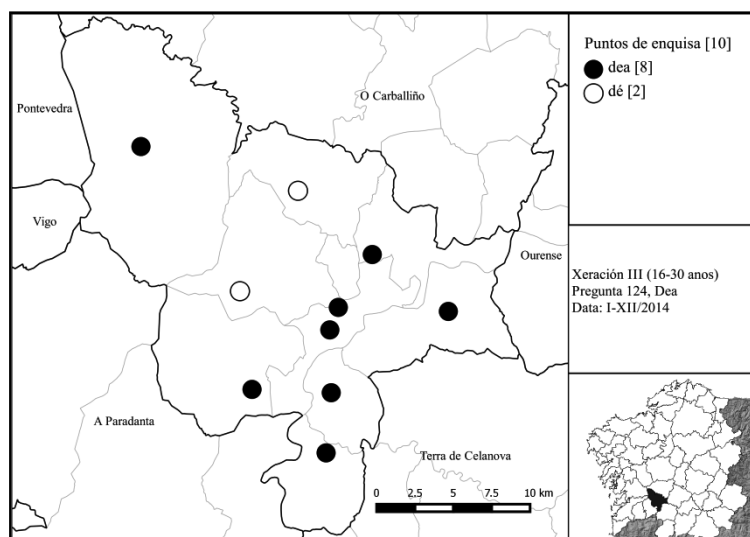 Pontevedra
O Carballiño
Vigo
Ourense
A Paradanta
Terra de Celanova
0 2,5 5 7.5 10 km
Puntos de enquisa [10]
dea [8]
dé [2]
Xeración III (16-30 anos)
Pregunta 124, Dea
Data: I-XII/2014